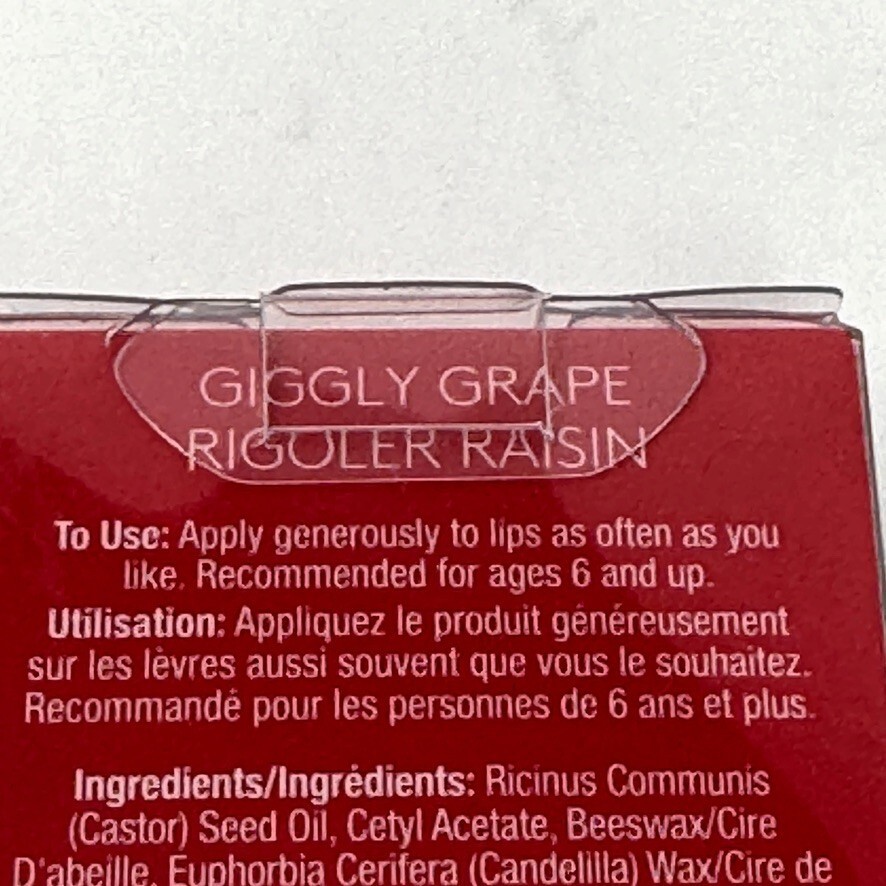 GIGGLY GRAPE
RIGOLER RAISIN
To Use: Apply generously to lips as often as you
like. Recommended for ages 6 and up.
Utilisation: Appliquez le produit généreusement
sur les lèvres aussi souvent que vous le souhaitez.
Recommandé pour les personnes de 6 ans et plus.
Ingredients/Ingrédients: Ricinus Communis
(Castor) Seed Oil, Cetyl Acetate, Beeswax/Cire
D'abeille, Euphorbia Cerifera (Candelilla) Wax/Cire de